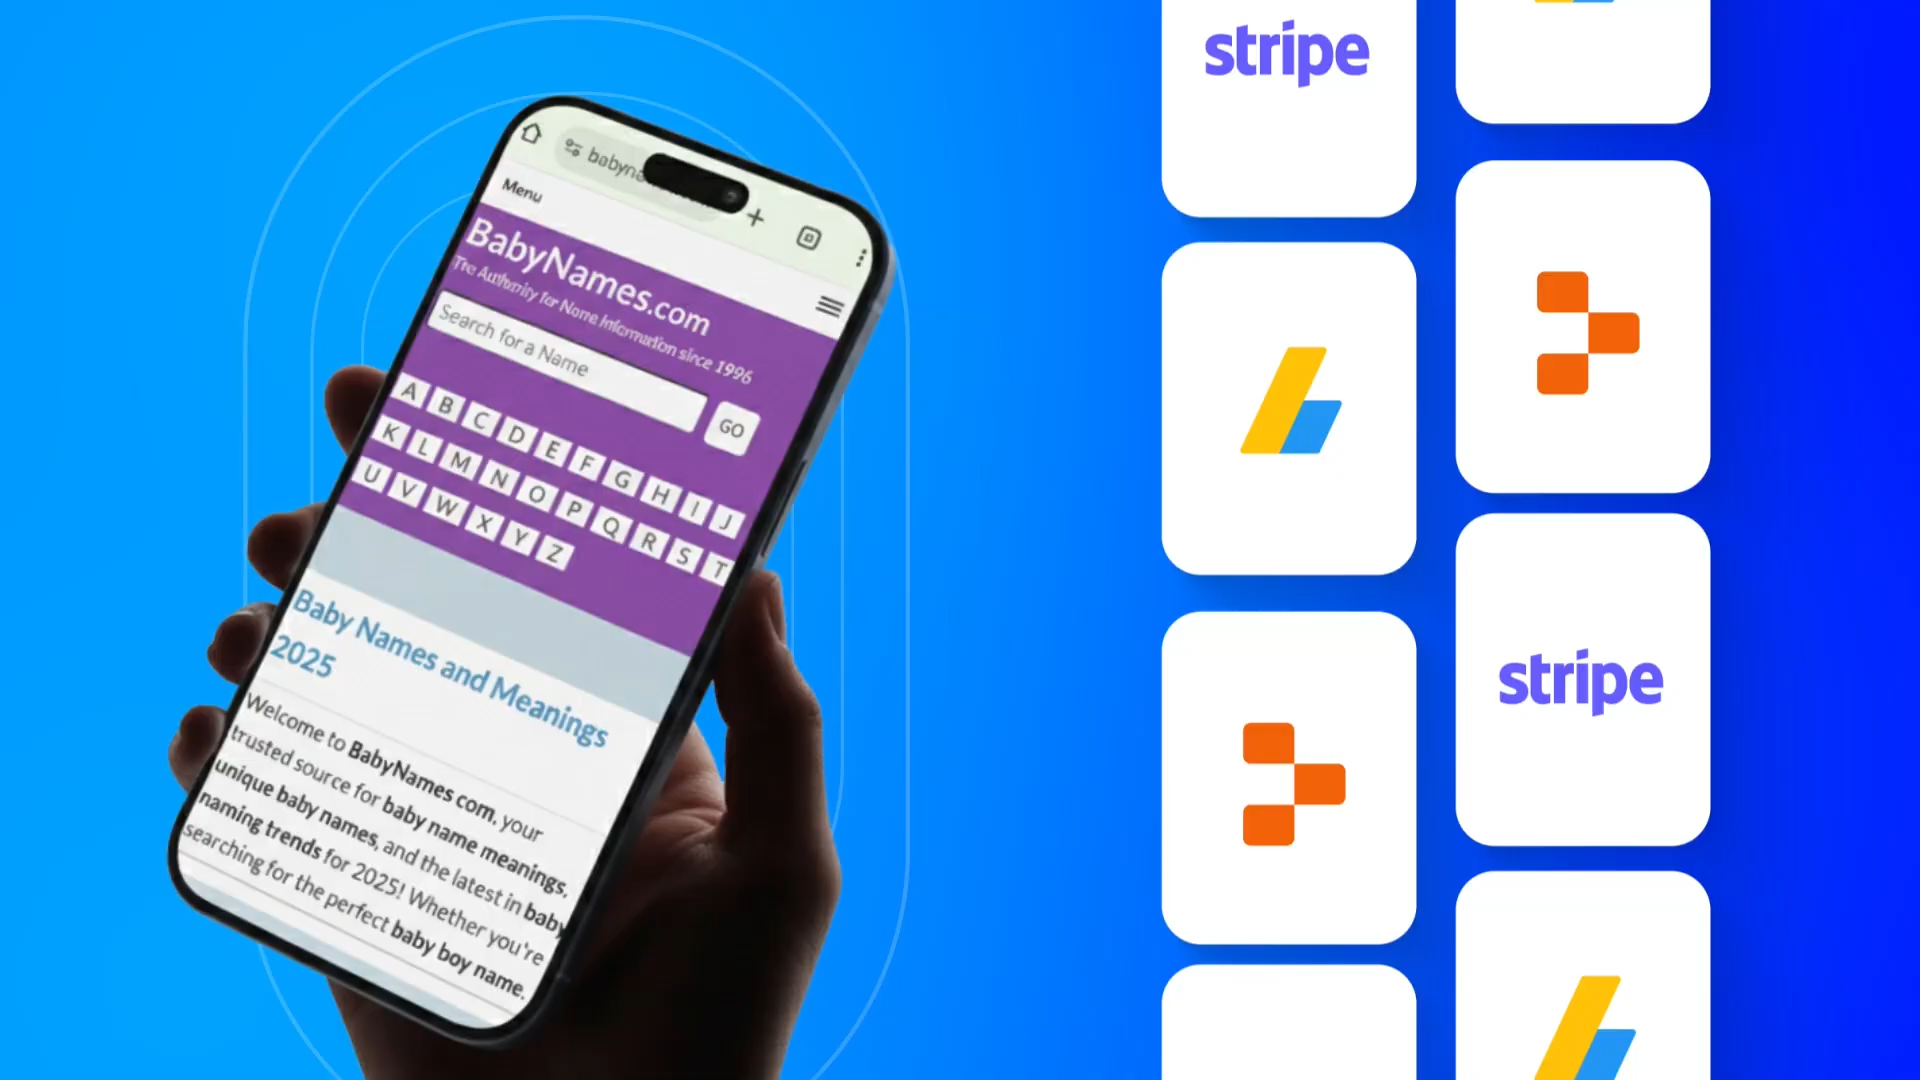 babyna
Menu
BabyNames.com
The Authority for Name Information since 1996
Search for a Name
GO
A B C D E F G H I J
K L M N O P Q R S T
U V W X Y Z
Baby Names and Meanings
2025
Welcome to BabyNames com, your
trusted source for baby name meanings,
unique baby names, and the latest in baby
naming trends for 2025! Whether you're
searching for the perfect baby boy name.
stripe
stripe